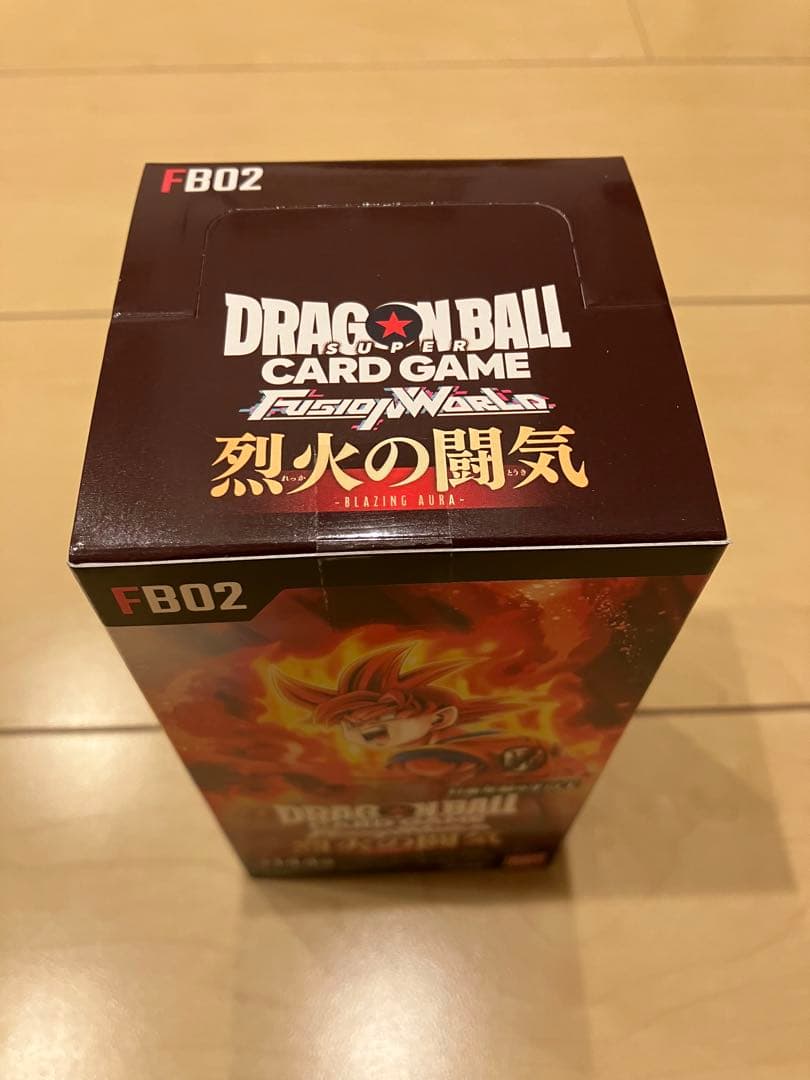 FB02
DRAGON BALL
SUPER
CARD GAME
FUSION WORLD
烈火の闘気
れっか とうき
-BLAZING AURA-
FB02
DRAGON BALL
烈火の闘気